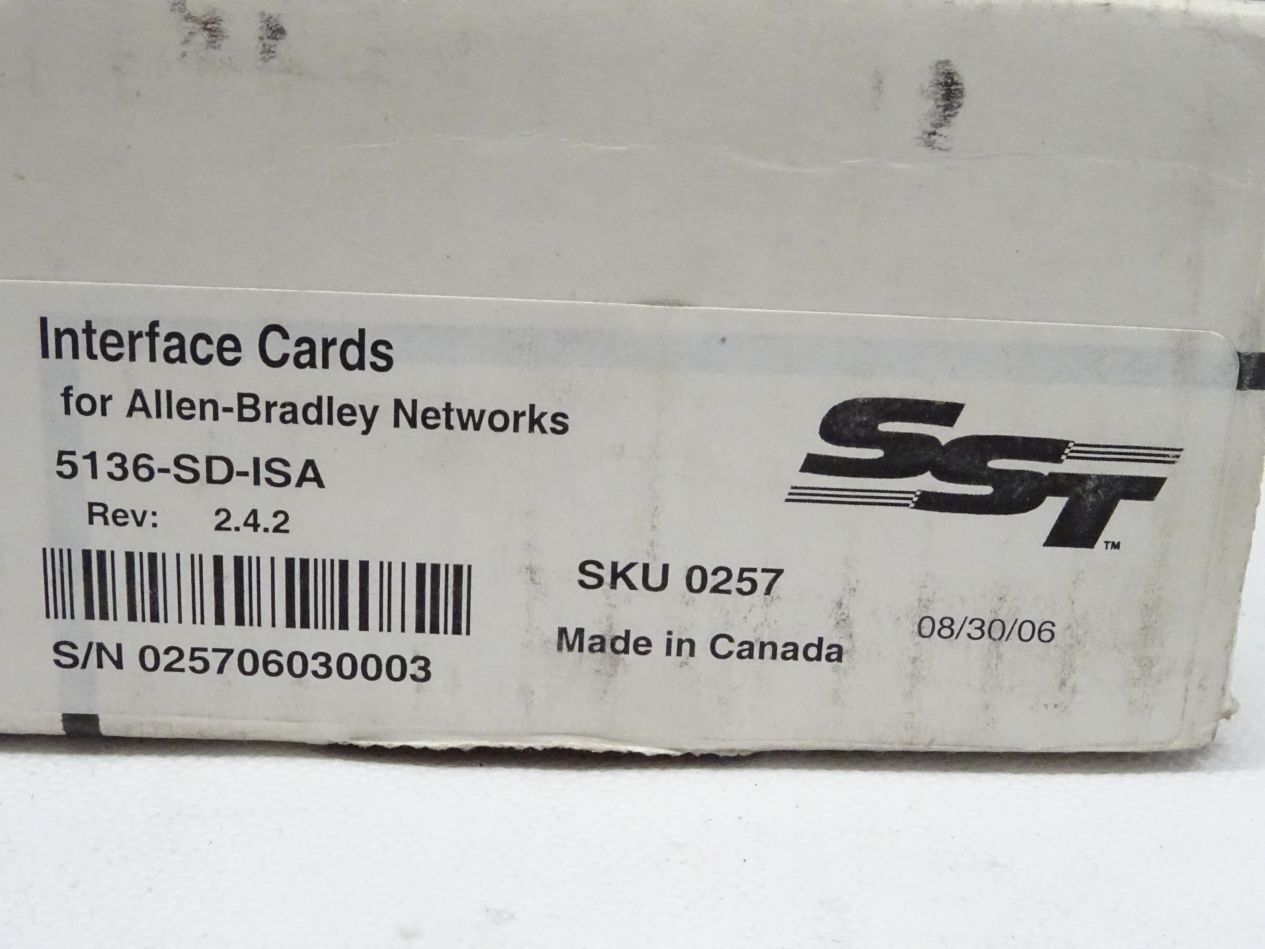 Interface Cards
for Allen-Bradley Networks
5136-SD-ISA
Rev: 2.4.2
S/N 025706030003
SST™
SKU 0257
Made in Canada
08/30/06